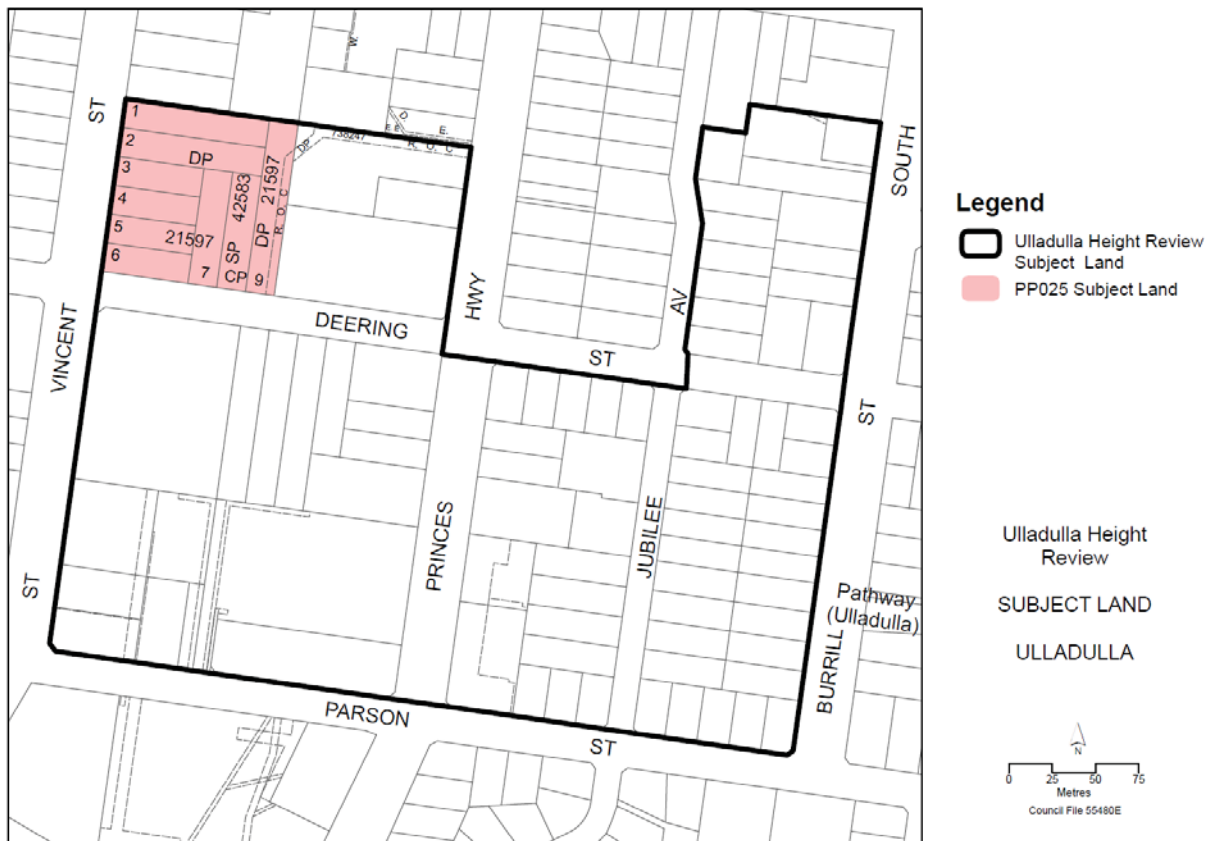 ST
1
2
DP
3
4
21597
5
6
7
SP 42583
CP
DP 21597
9
R. O. C
DP
738247
D
E. E
E.
R. O. C
W.
SOUTH
HWY
AV
DEERING
ST
VINCENT
ST
ST
PRINCES
JUBILEE
Pathway
(Ulladulla)
BURRILL
PARSON
ST
Legend
Ulladulla Height Review
Subject Land
PP025 Subject Land
Ulladulla Height
Review
SUBJECT LAND
ULLADULLA
N
0 25 50 75
Metres
Council File 55480E